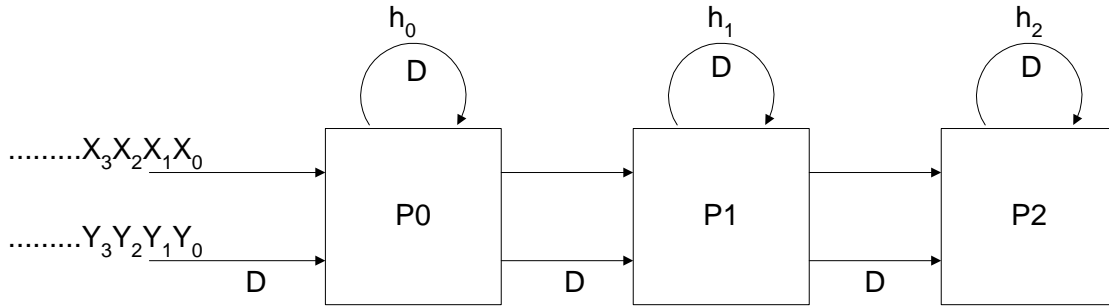 h₀ h₁ h₂
D D D
.........X₃X₂X₁X₀
P0 P1 P2
.........Y₃Y₂Y₁Y₀
D D D